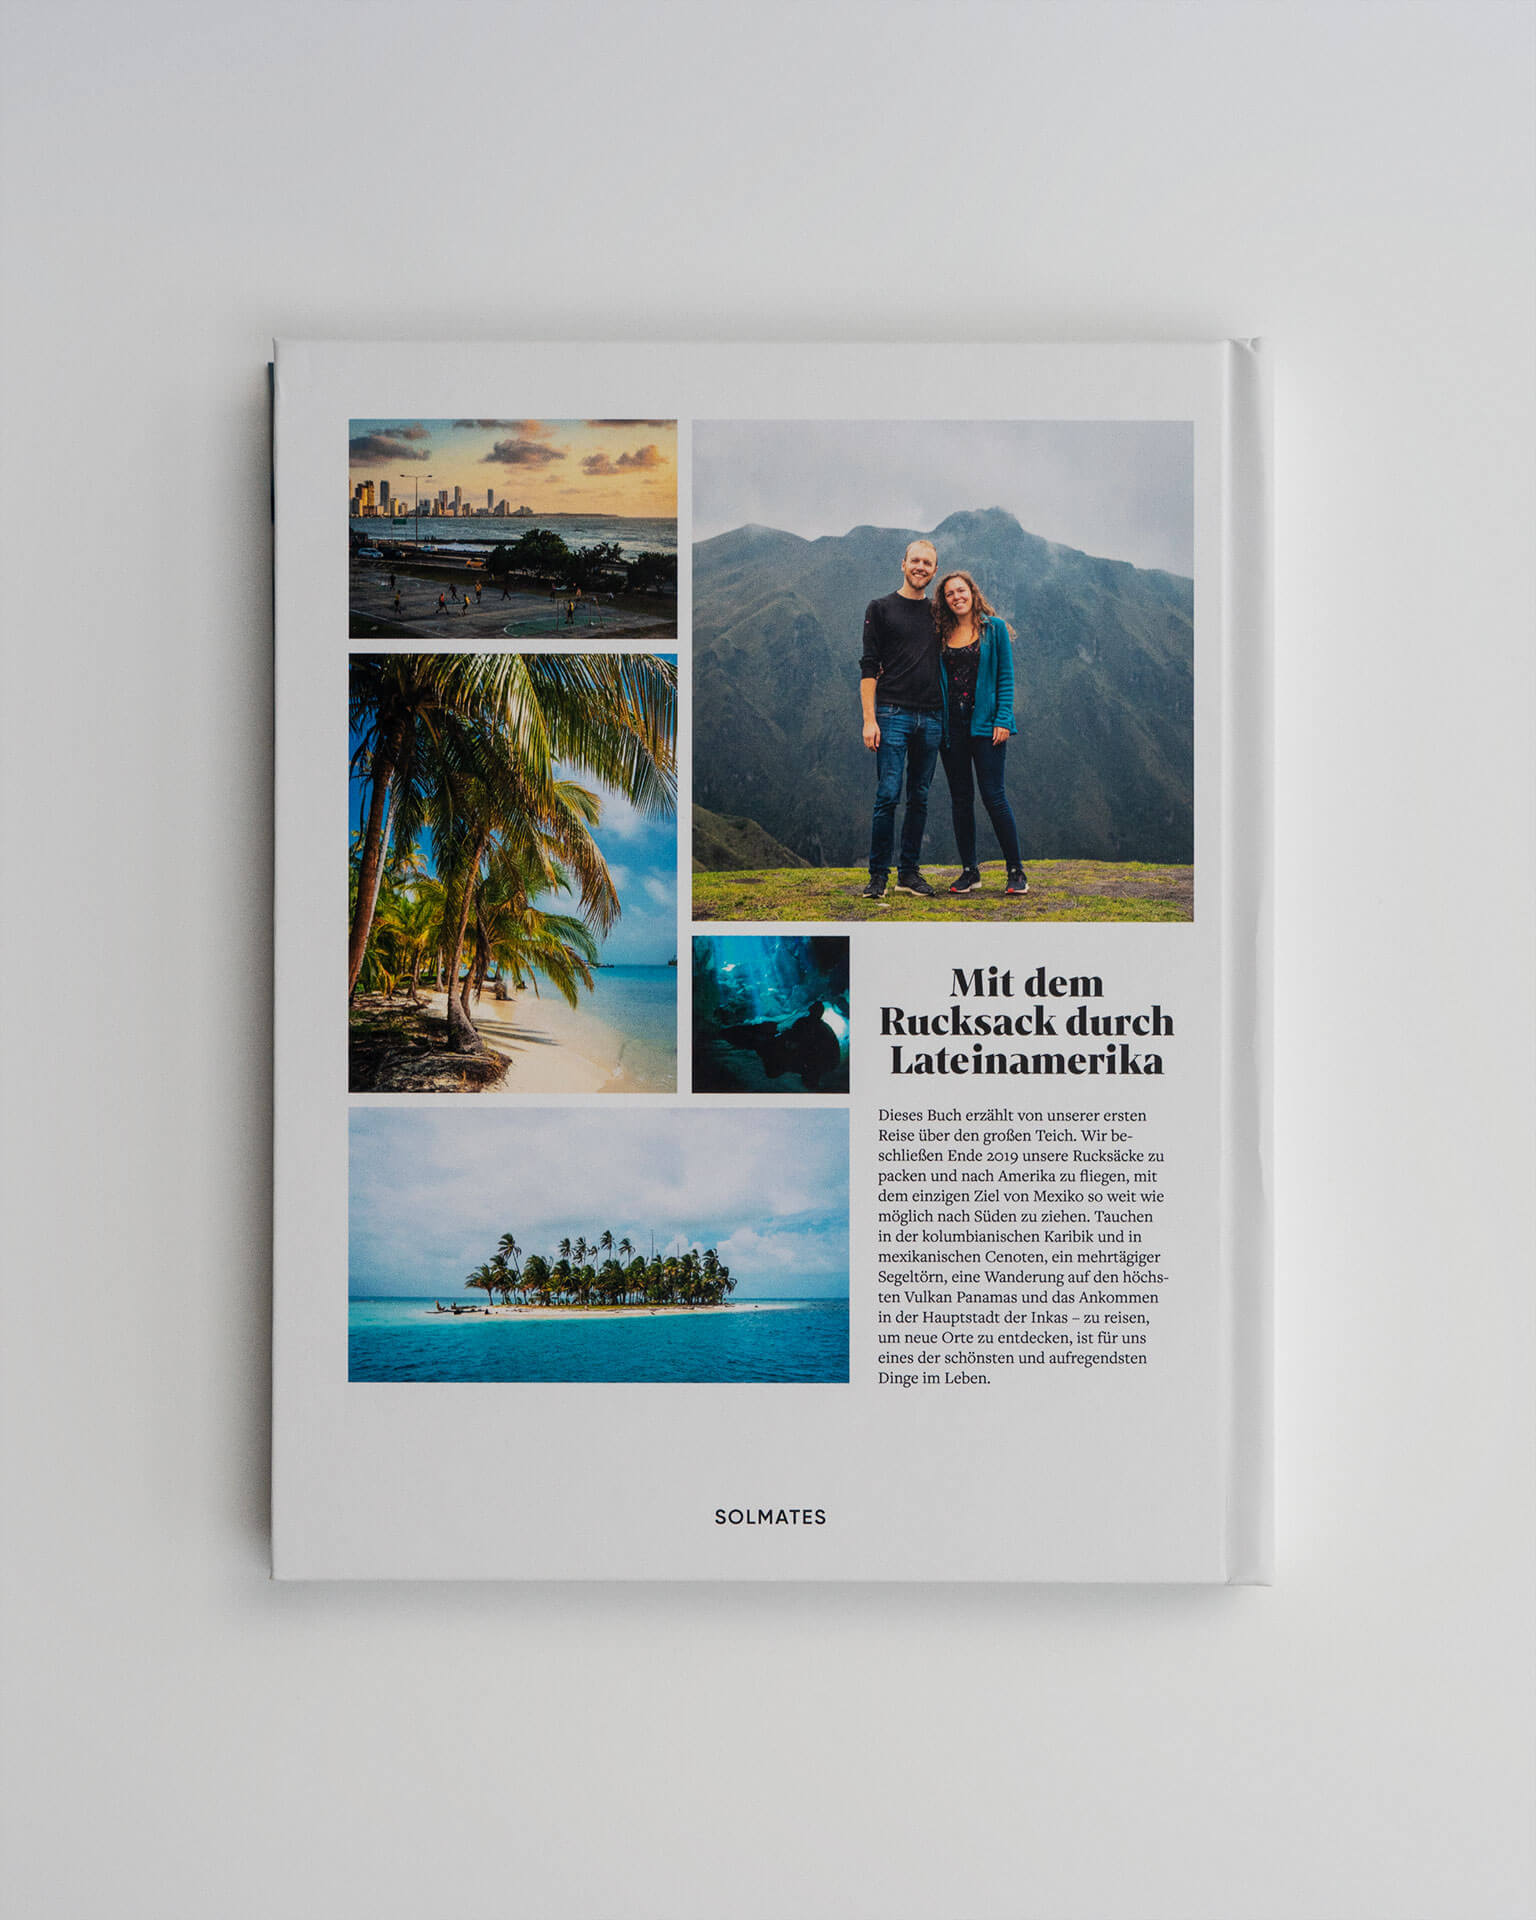 Mit dem
Rucksack durch
Lateinamerika
Dieses Buch erzählt von unserer ersten
Reise über den großen Teich. Wir be-
schließen Ende 2019 unsere Rucksäcke zu
packen und nach Amerika zu fliegen, mit
dem einzigen Ziel von Mexiko so weit wie
möglich nach Süden zu ziehen. Tauchen
in der kolumbianischen Karibik und in
mexikanischen Cenoten, ein mehrtägiger
Segeltörn, eine Wanderung auf den höchs-
ten Vulkan Panamas und das Ankommen
in der Hauptstadt der Inkas – zu reisen,
um neue Orte zu entdecken, ist für uns
eines der schönsten und aufregendsten
Dinge im Leben.
SOLMATES